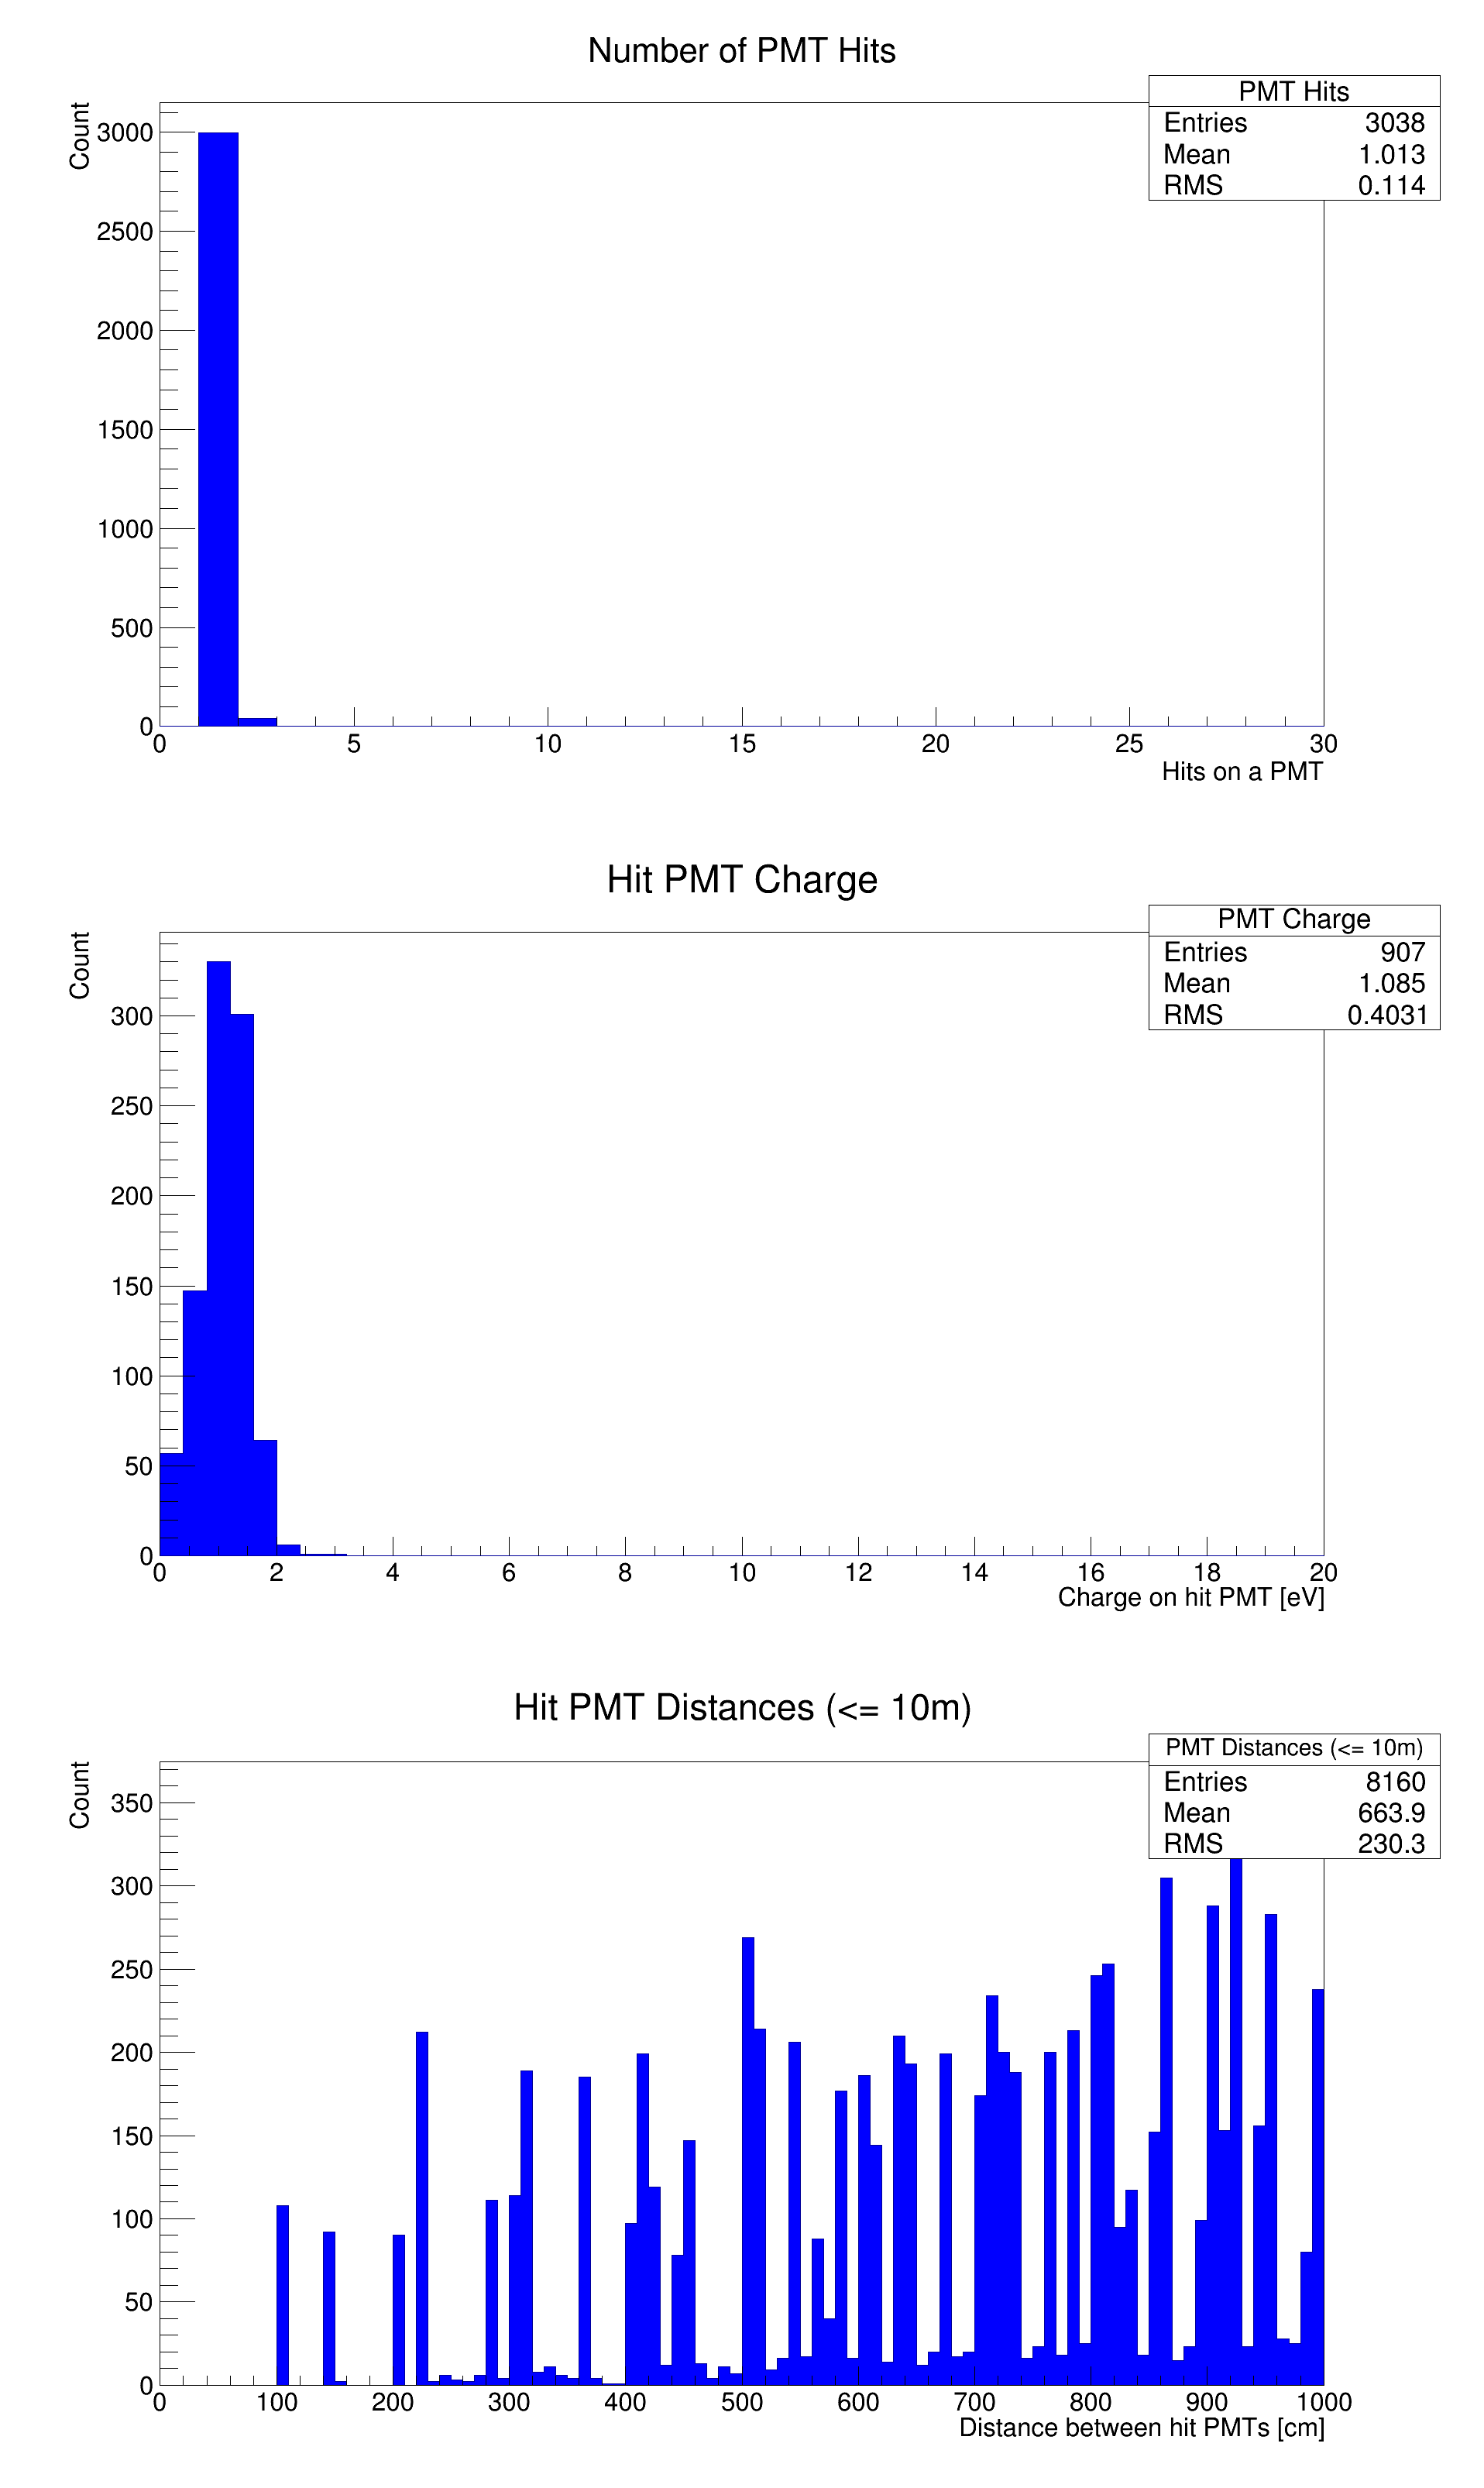 Number of PMT Hits
PMT Hits
Entries 3038
Mean 1.013
RMS 0.114
Count
3000
2500
2000
1500
1000
500
0
0 5 10 15 20 25 30
Hits on a PMT
Hit PMT Charge
PMT Charge
Entries 907
Mean 1.085
RMS 0.4031
Count
300
250
200
150
100
50
0
0 2 4 6 8 10 12 14 16 18 20
Charge on hit PMT [eV]
Hit PMT Distances (<= 10m)
PMT Distances (<= 10m)
Entries 8160
Mean 663.9
RMS 230.3
Count
350
300
250
200
150
100
50
0
0 100 200 300 400 500 600 700 800 900 1000
Distance between hit PMTs [cm]